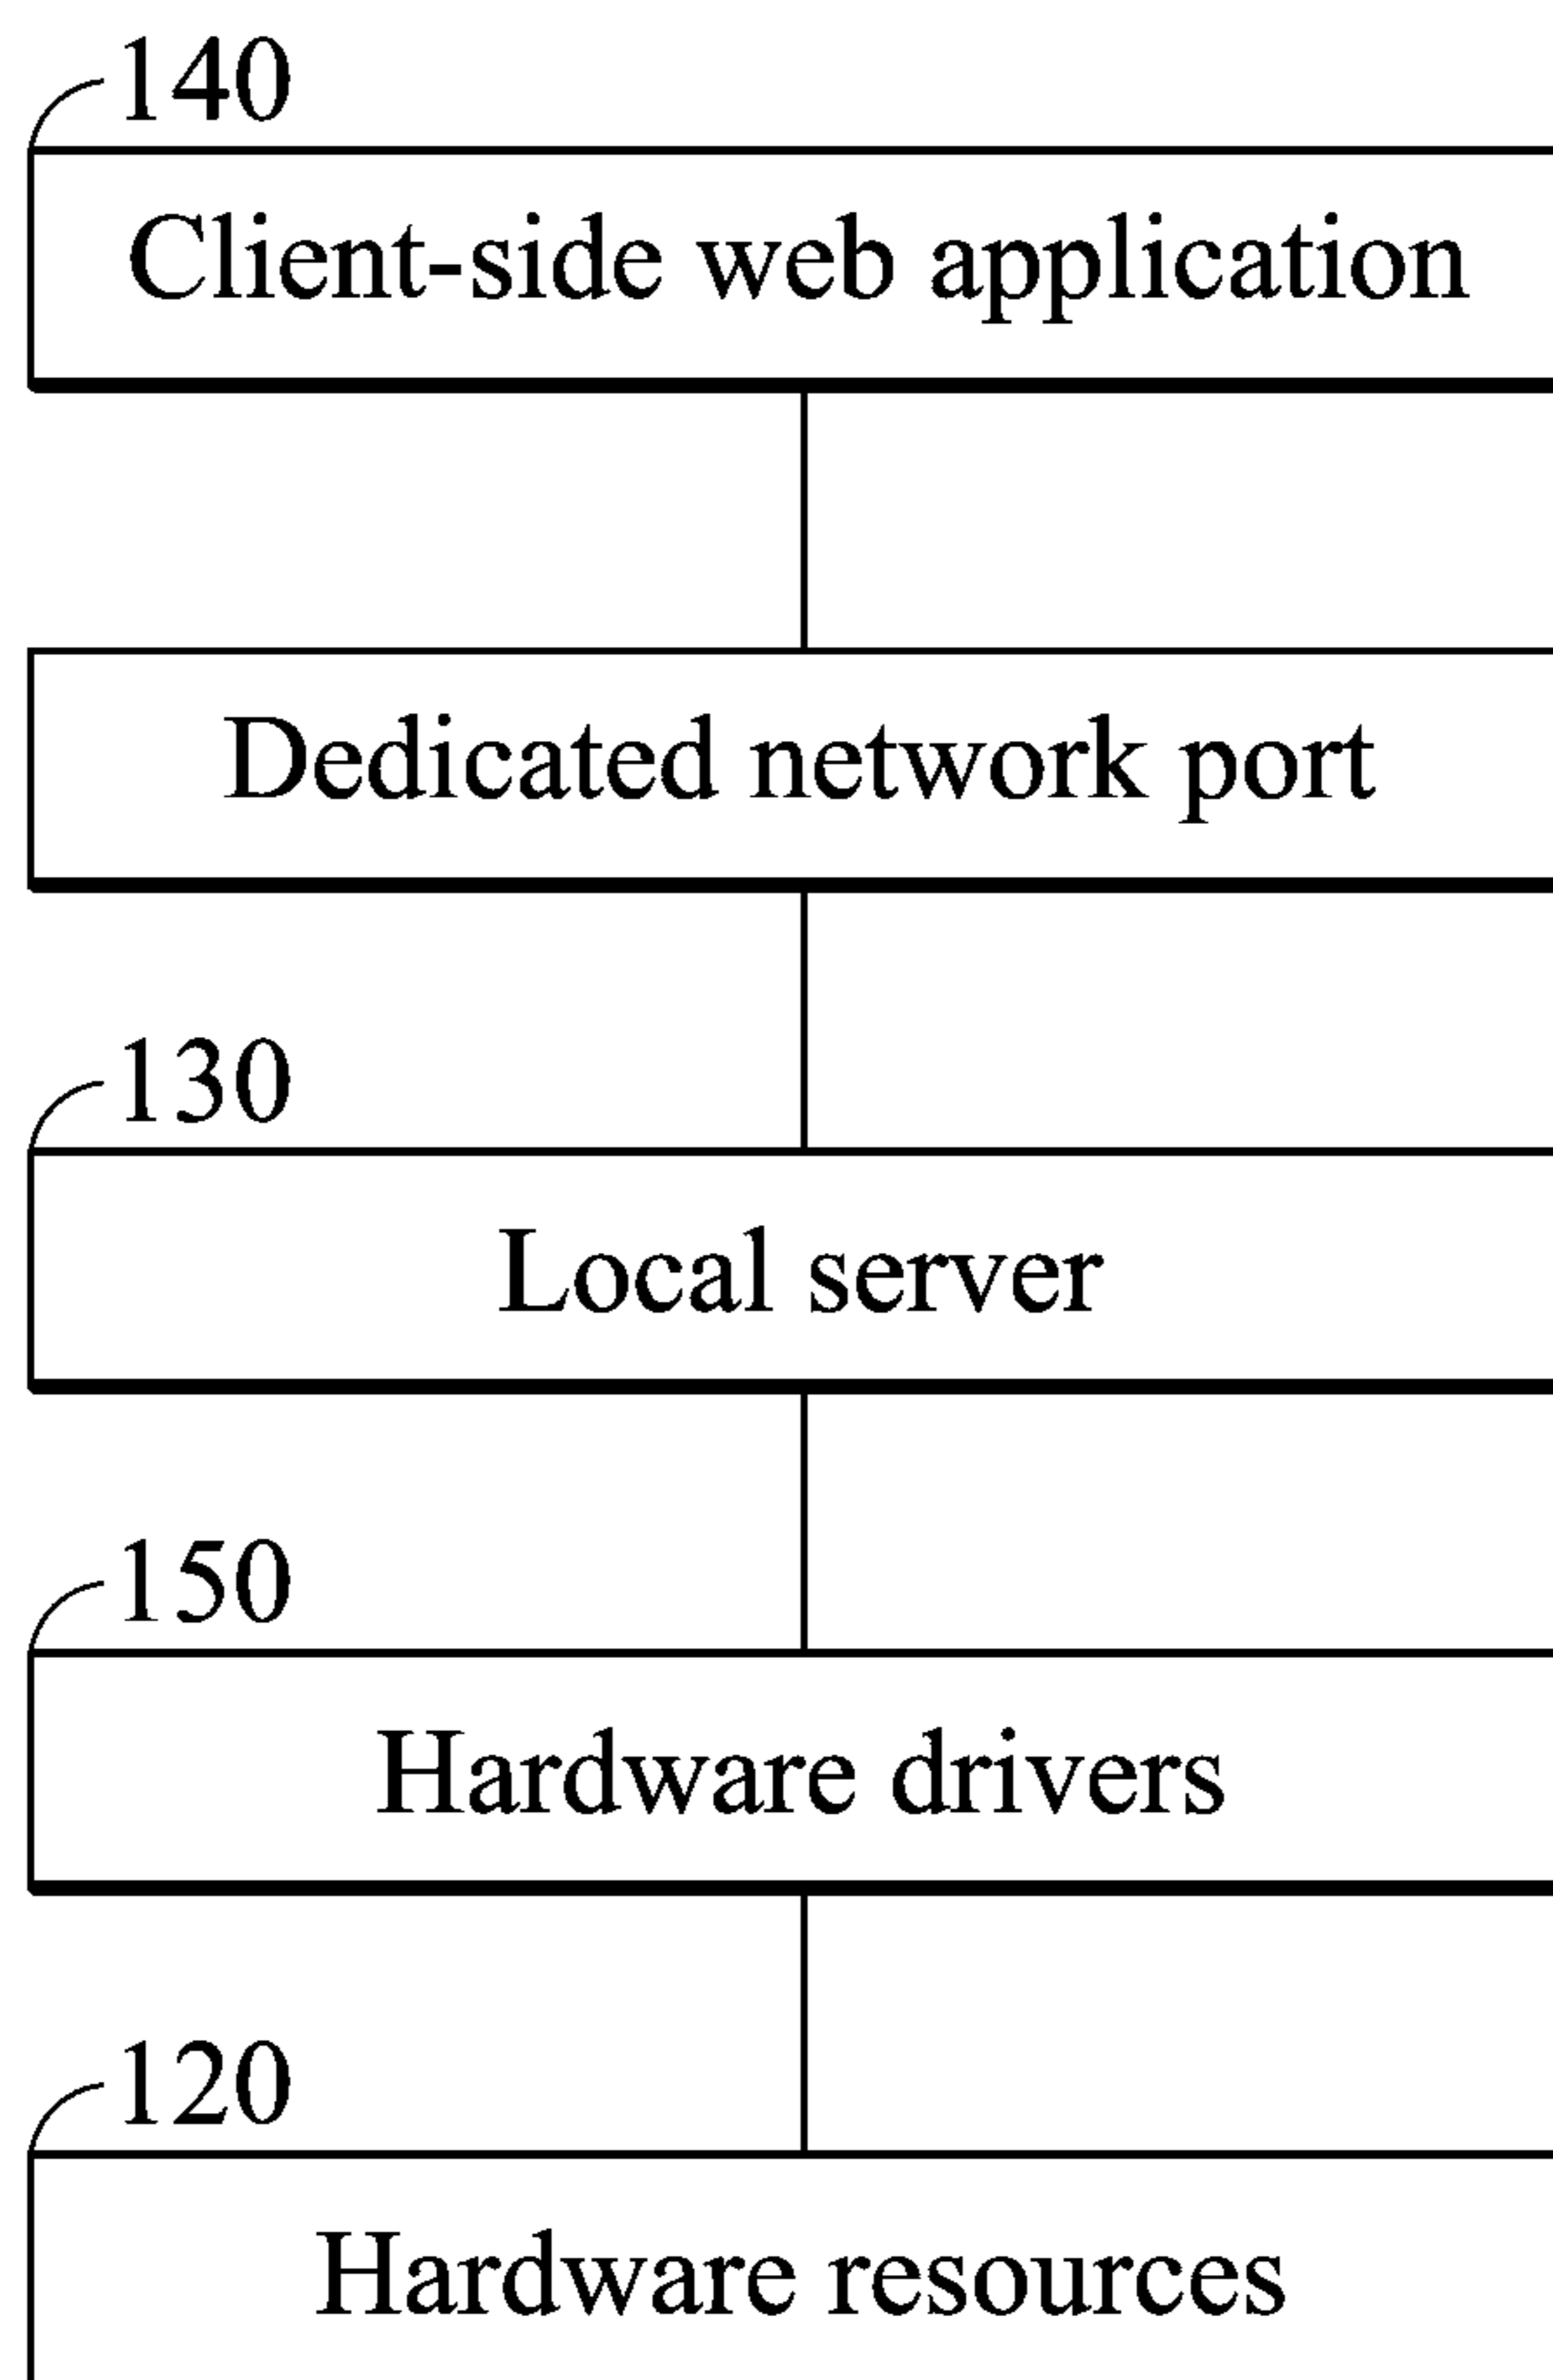 140
Client-side web application
Dedicated network port
130
Local server
150
Hardware drivers
120
Hardware resources